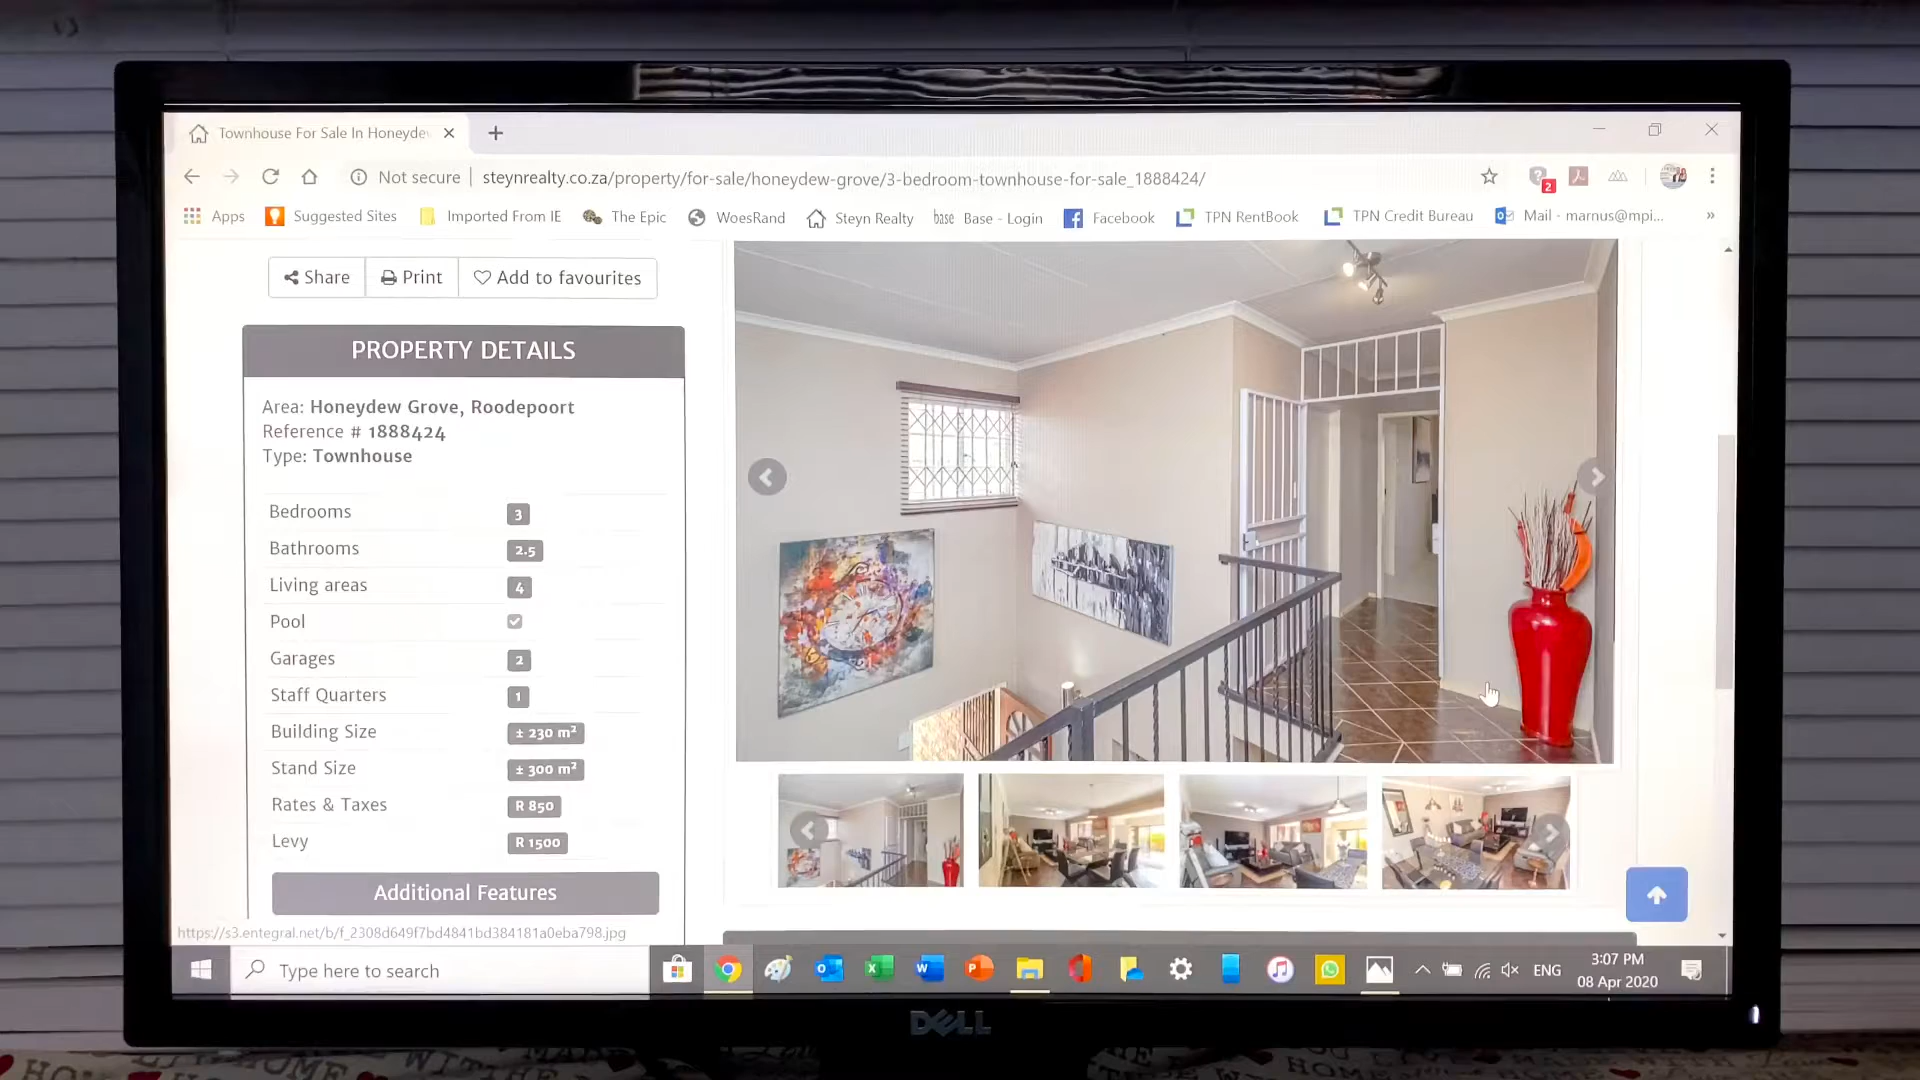 Townhouse For Sale In Honeydew
Not secure | steynrealty.co.za/property/for-sale/honeydew-grove/3-bedroom-townhouse-for-sale_1888424/
2
Apps Suggested Sites Imported From IE The Epic WoesRand Steyn Realty base Base - Login Facebook TPN RentBook TPN Credit Bureau Mail - marnus@mpi... »
Share Print Add to favourites
PROPERTY DETAILS
Area: Honeydew Grove, Roodepoort
Reference # 1888424
Type: Townhouse
Bedrooms 3
Bathrooms 2.5
Living areas 4
Pool
Garages 2
Staff Quarters 1
Building Size ± 230 m²
Stand Size ± 300 m²
Rates & Taxes R 850
Levy R 1500
Additional Features
https://s3.entegral.net/b/f_2308d649f7bd4841bd384181a0eba798.jpg
Type here to search
ENG
3:07 PM
08 Apr 2020
DELL